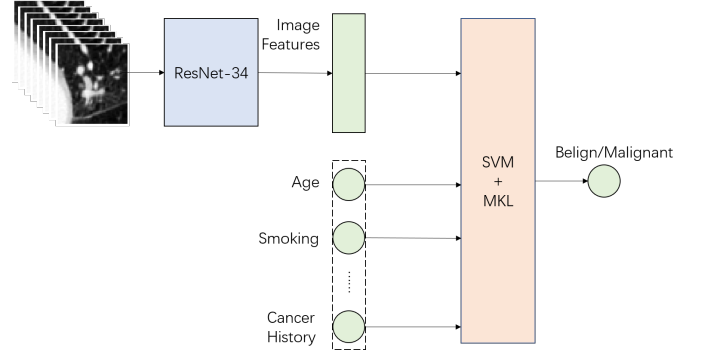 Image
Features
ResNet-34
Age
Smoking
Cancer
History
SVM
+
MKL
Belign/Malignant